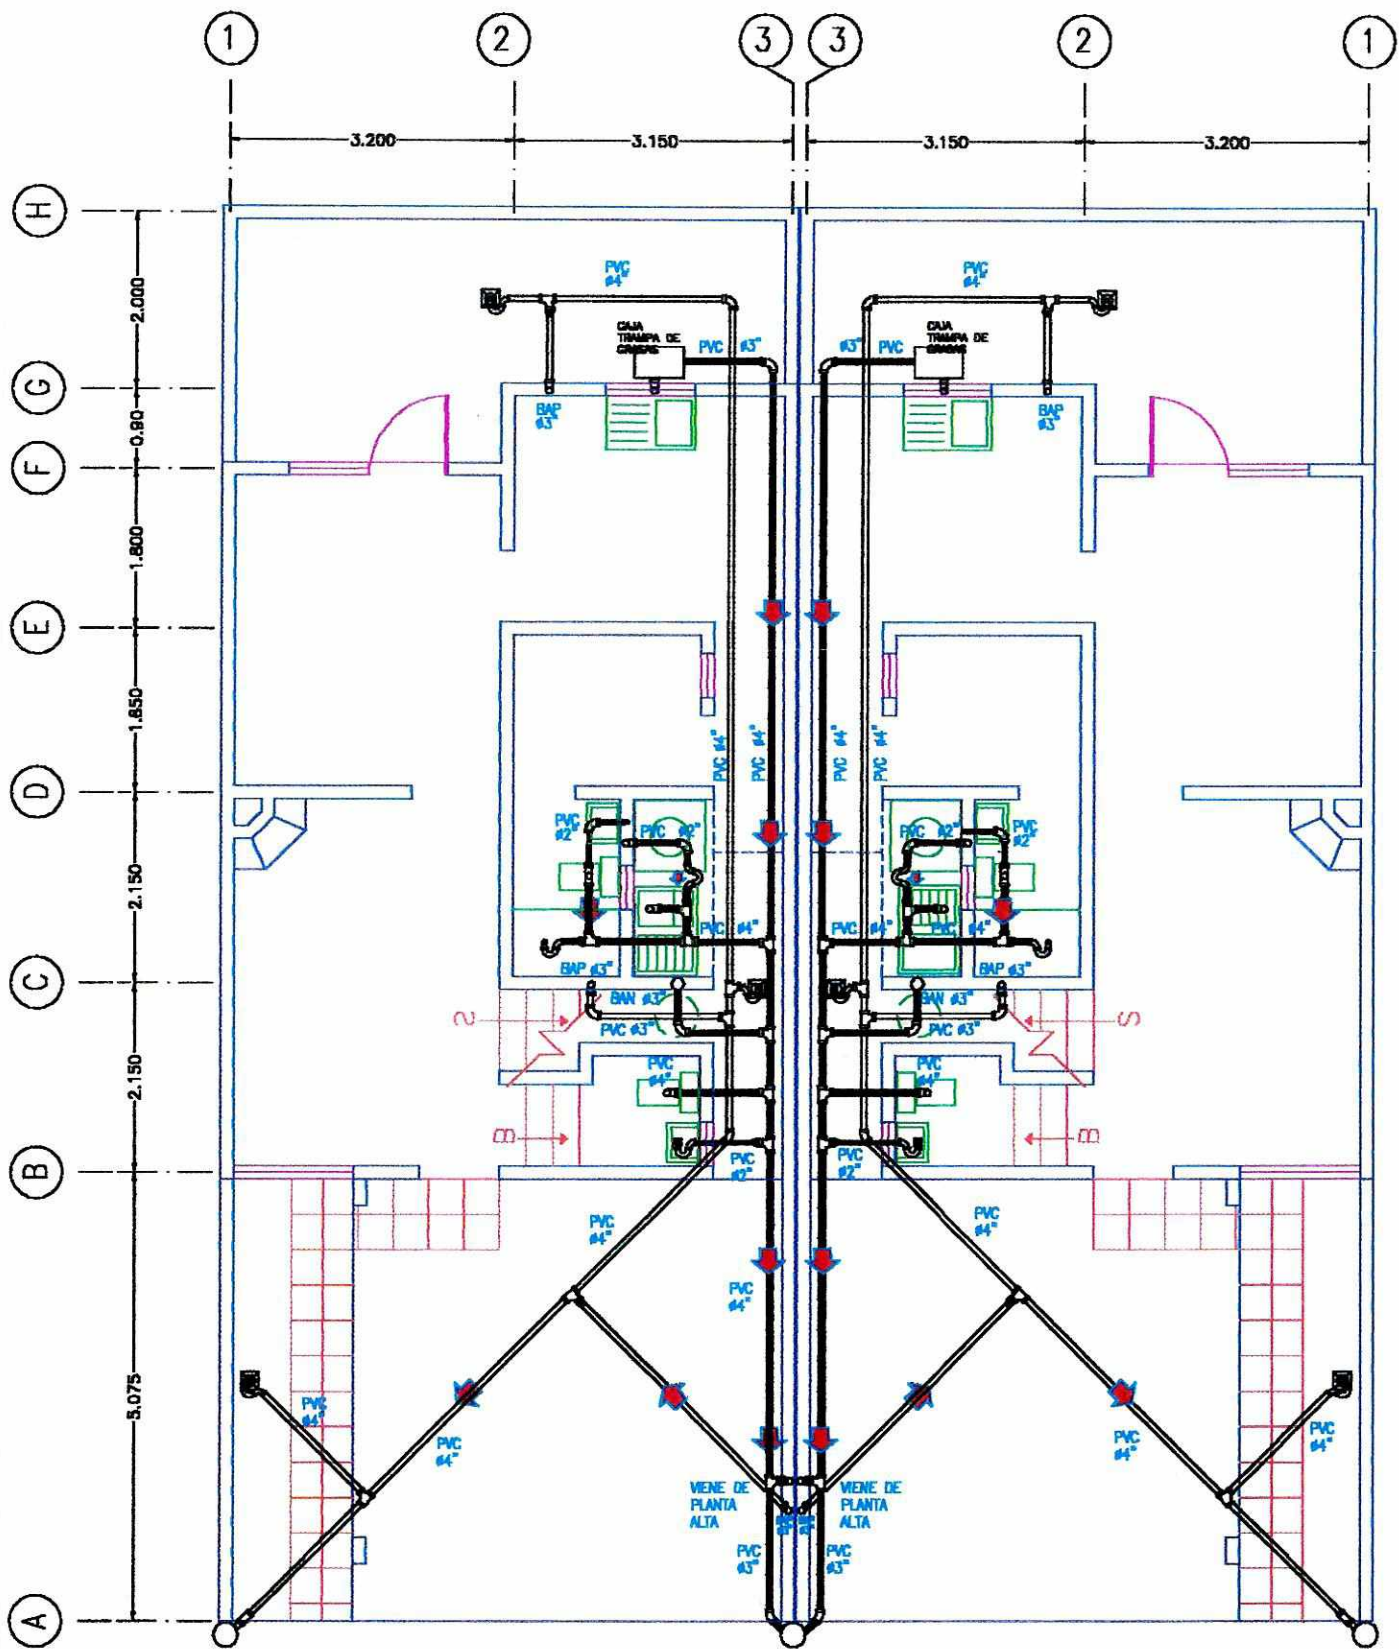 1 2 3 3 2 1
3.200 3.150 3.150 3.200
H
2.000
PVC
ø4"
PVC
ø4"
CAJA
TRAMPA DE
GRASAS
PVC ø3"
ø3" PVC
CAJA
TRAMPA DE
GRASAS
G
BAP
ø3"
BAP
ø3"
0.90
F
1.800
E
1.850
PVC ø4"
PVC ø4"
PVC ø4"
PVC ø4"
D
PVC
ø2"
PVC ø2"
PVC ø2"
PVC
ø2"
2.150
PVC ø4"
PVC ø4"
PVC ø4"
BAP ø3"
BAP ø3"
C
BAN ø3"
BAN ø3"
S
S
PVC ø3"
PVC ø3"
2.150
PVC
ø4"
PVC
ø4"
B
B
B
PVC
ø2"
PVC
ø2"
PVC
ø4"
PVC
ø4"
PVC
ø4"
5.075
PVC
ø4"
PVC
ø4"
PVC
ø4"
PVC
ø4"
VIENE DE
PLANTA
ALTA
VIENE DE
PLANTA
ALTA
PVC
ø3"
PVC
ø3"
A